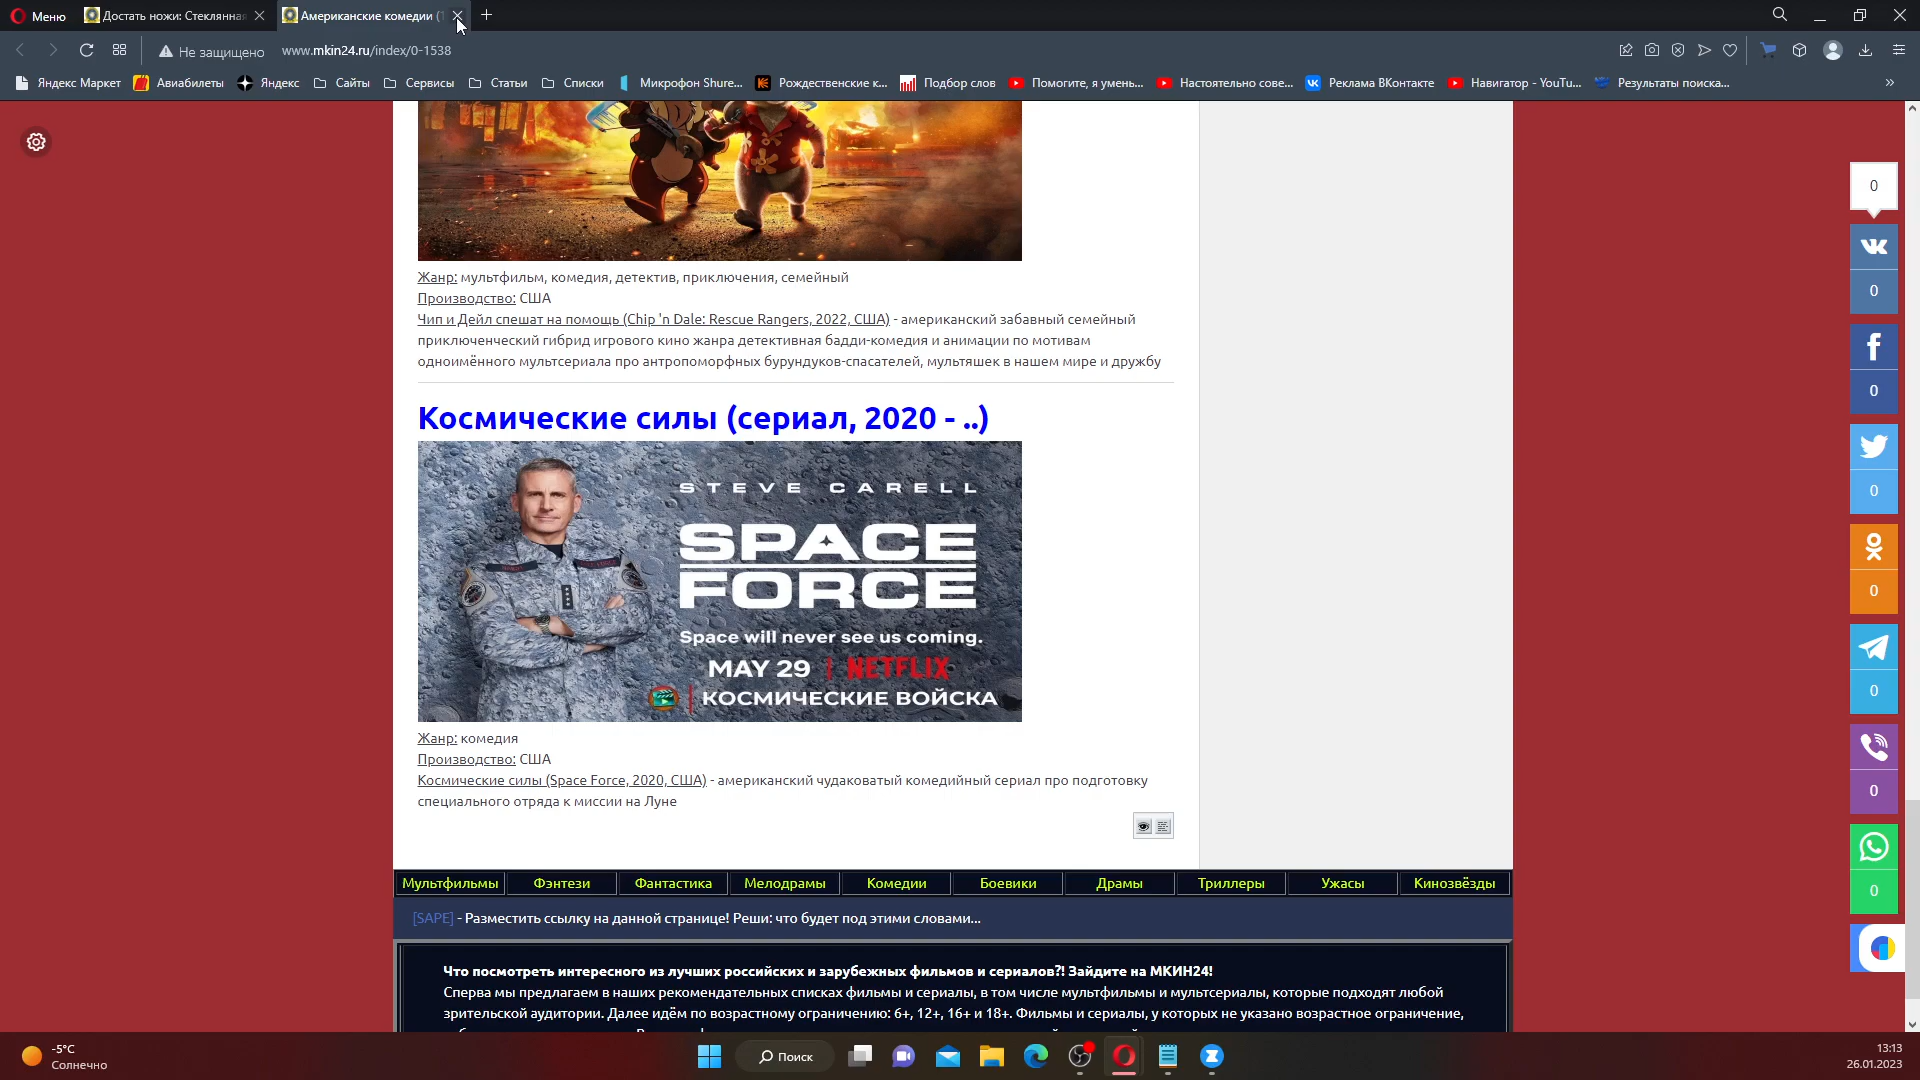 Меню
Достать ножи: Стеклянная
Американские комедии (1
Не защищено
www.mkin24.ru/index/0-1538
Яндекс Маркет
Авиабилеты
Яндекс
Сайты
Сервисы
Статьи
Списки
Микрофон Shure...
Рождественские к...
Подбор слов
Помогите, я умень...
Настоятельно сове...
Реклама ВКонтакте
Навигатор - YouTu...
Результаты поиска...
Жанр: мультфильм, комедия, детектив, приключения, семейный
Производство: США
Чип и Дейл спешат на помощь (Chip 'n Dale: Rescue Rangers, 2022, США) - американский забавный семейный
приключенческий гибрид игрового кино жанра детективная бадди-комедия и анимации по мотивам
одноимённого мультсериала про антропоморфных бурундуков-спасателей, мультяшек в нашем мире и дружбу
Космические силы (сериал, 2020 - ..)
STEVE CARELL
SPACE
FORCE
Space will never see us coming.
MAY 29 | NETFLIX
КОСМИЧЕСКИЕ ВОЙСКА
Жанр: комедия
Производство: США
Космические силы (Space Force, 2020, США) - американский чудаковатый комедийный сериал про подготовку
специального отряда к миссии на Луне
Мультфильмы
Фэнтези
Фантастика
Мелодрамы
Комедии
Боевики
Драмы
Триллеры
Ужасы
Кинозвёзды
[SAPE] - Разместить ссылку на данной странице! Реши: что будет под этими словами...
Что посмотреть интересного из лучших российских и зарубежных фильмов и сериалов?! Зайдите на МКИН24!
Сперва мы предлагаем в наших рекомендательных списках фильмы и сериалы, в том числе мультфильмы и мультсериалы, которые подходят любой
зрительской аудитории. Далее идём по возрастному ограничению: 6+, 12+, 16+ и 18+. Фильмы и сериалы, у которых не указано возрастное ограничение,
0
0
0
0
0
0
0
0
-5°C
Солнечно
Поиск
13:13
26.01.2023